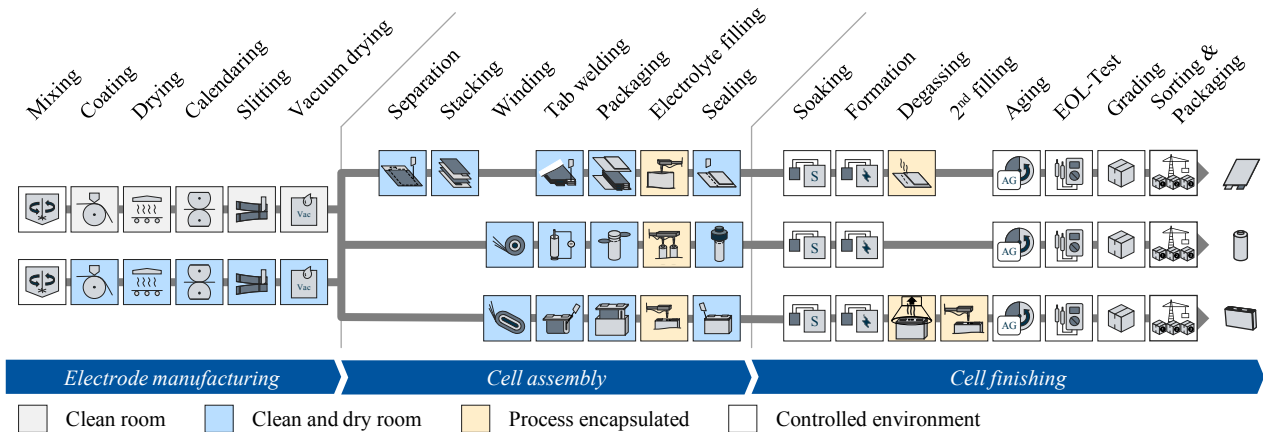 Mixing
Coating
Drying
Calendaring
Slitting
Vacuum drying
Separation
Stacking
Winding
Tab welding
Packaging
Electrolyte filling
Sealing
Soaking
Formation
Degassing
2nd filling
Aging
EOL-Test
Grading
Sorting &
Packaging
S
AG
Vac
S
AG
Vac
S
AG
Electrode manufacturing
Cell assembly
Cell finishing
Clean room
Clean and dry room
Process encapsulated
Controlled environment